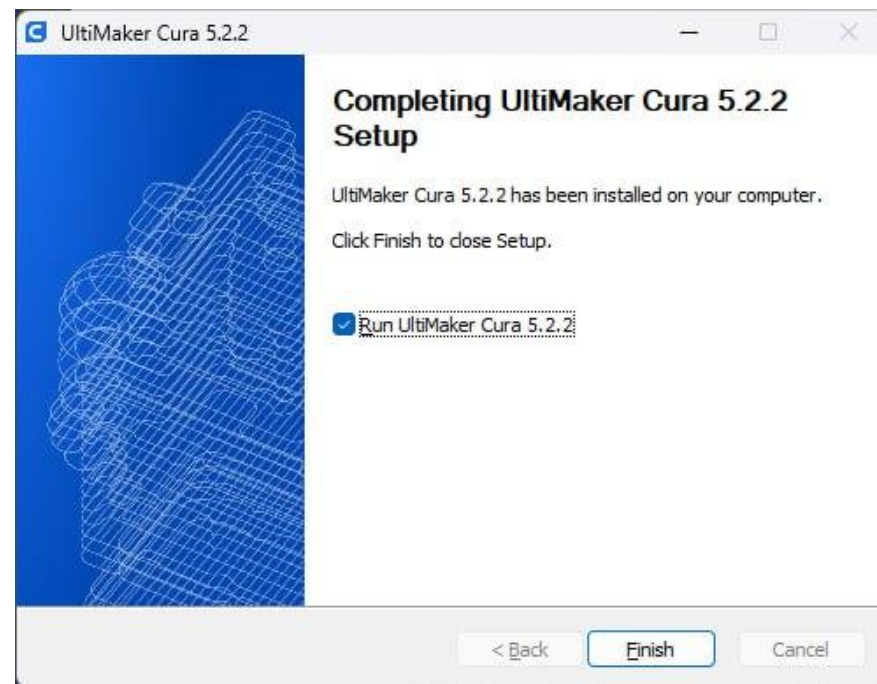 UltiMaker Cura 5.2.2
Completing UltiMaker Cura 5.2.2
Setup
UltiMaker Cura 5.2.2 has been installed on your computer.
Click Finish to close Setup.
Run UltiMaker Cura 5.2.2
< Back Finish Cancel